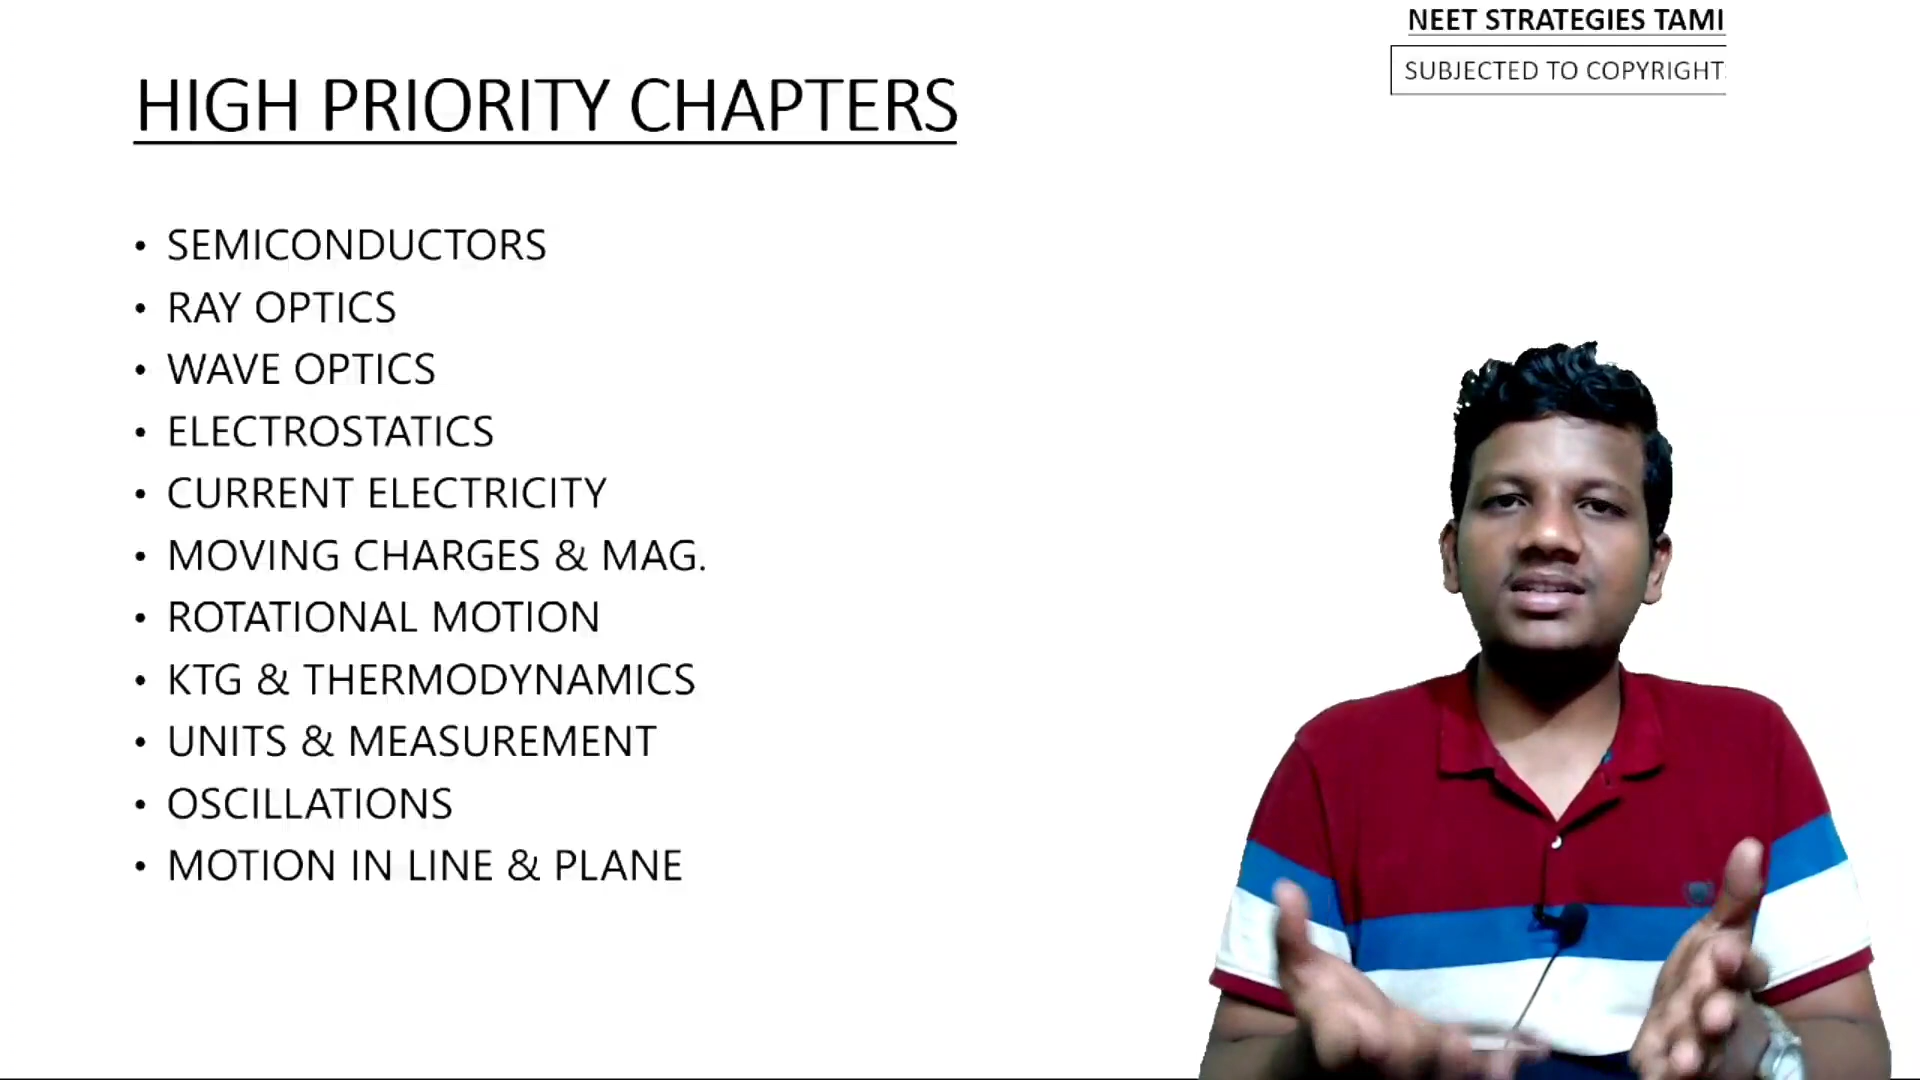 NEET STRATEGIES TAMI
SUBJECTED TO COPYRIGHT
HIGH PRIORITY CHAPTERS
• SEMICONDUCTORS
• RAY OPTICS
• WAVE OPTICS
• ELECTROSTATICS
• CURRENT ELECTRICITY
• MOVING CHARGES & MAG.
• ROTATIONAL MOTION
• KTG & THERMODYNAMICS
• UNITS & MEASUREMENT
• OSCILLATIONS
• MOTION IN LINE & PLANE